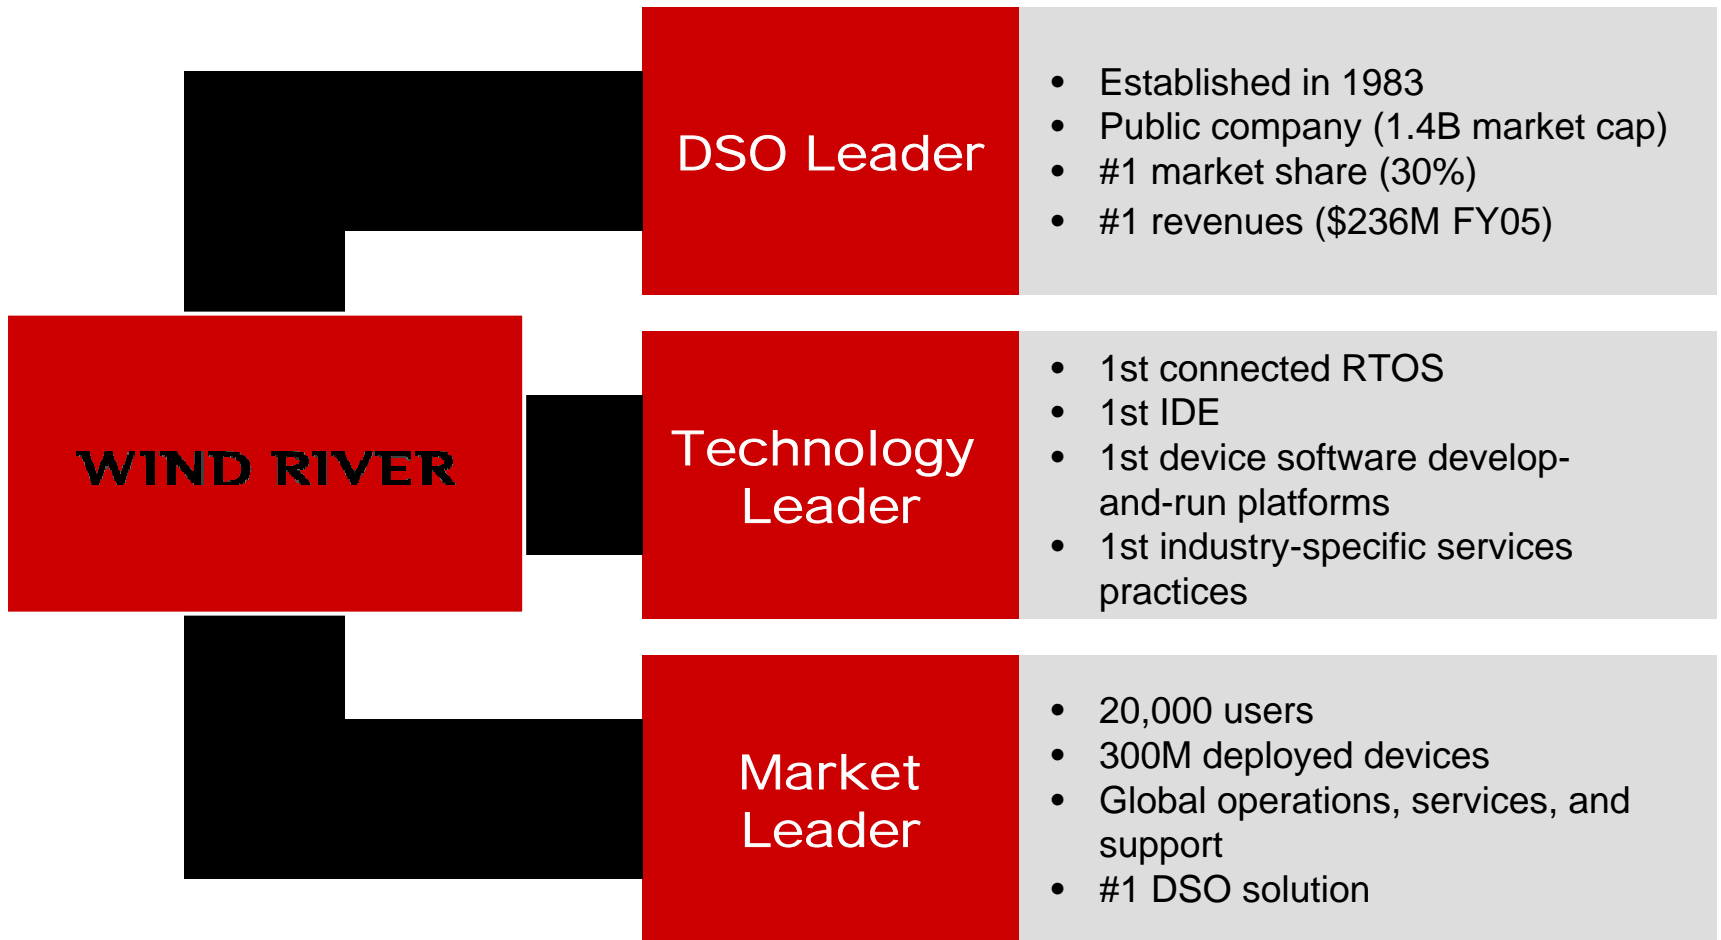 WIND RIVER
DSO Leader
• Established in 1983
• Public company (1.4B market cap)
• #1 market share (30%)
• #1 revenues ($236M FY05)
Technology
Leader
• 1st connected RTOS
• 1st IDE
• 1st device software develop-
and-run platforms
• 1st industry-specific services
practices
Market
Leader
• 20,000 users
• 300M deployed devices
• Global operations, services, and
support
• #1 DSO solution